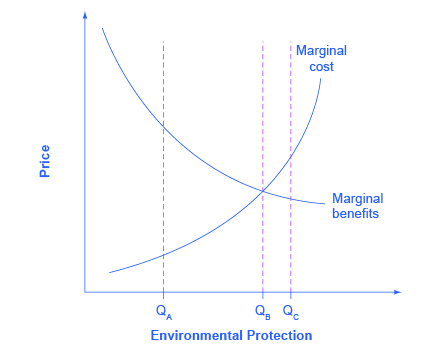 Marginal
cost
Price
Marginal
benefits
QA QB QC
Environmental Protection